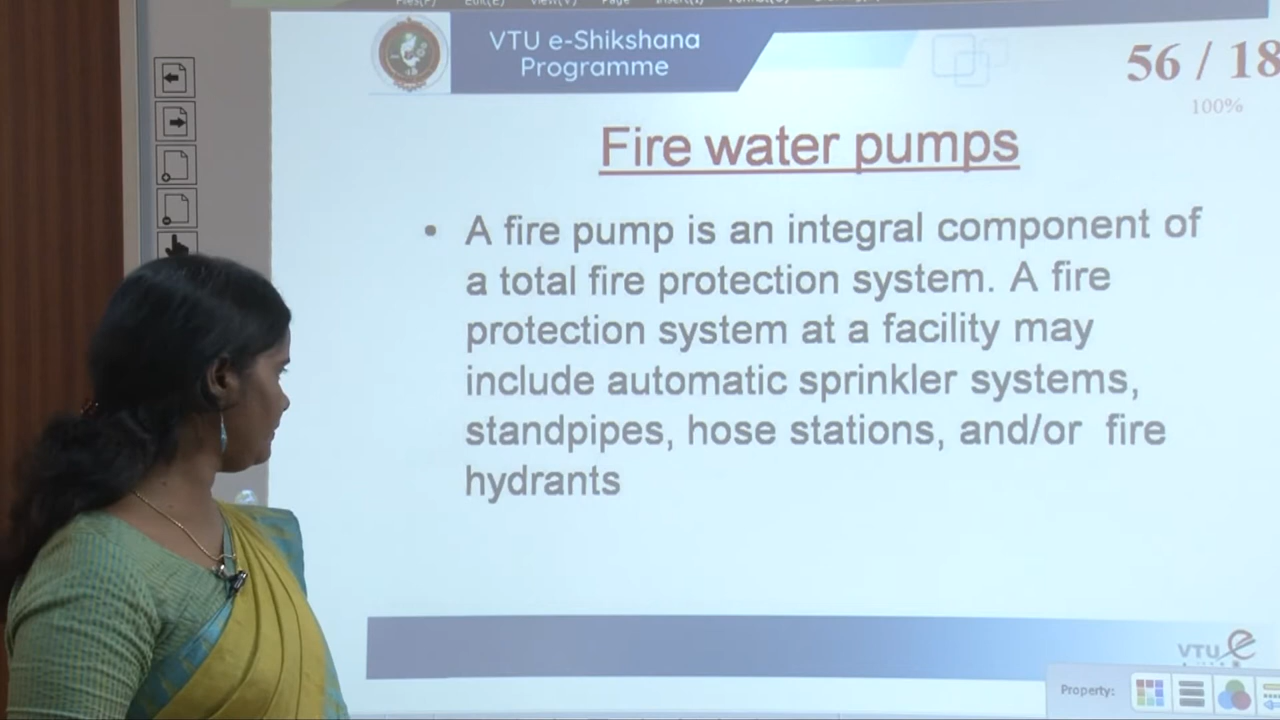 VTU e-Shikshana
Programme
56 / 18
100%
Fire water pumps
• A fire pump is an integral component of
a total fire protection system. A fire
protection system at a facility may
include automatic sprinkler systems,
standpipes, hose stations, and/or fire
hydrants
VTU e
Property: